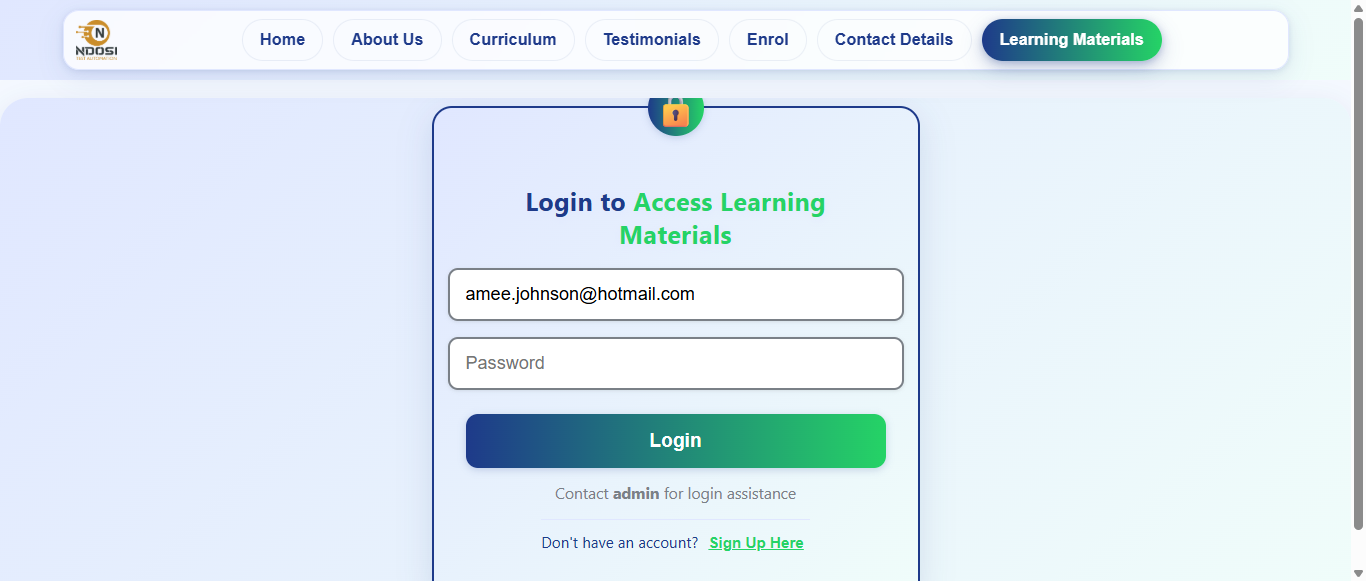 N
NDOSI
TEST AUTOMATION
Home
About Us
Curriculum
Testimonials
Enrol
Contact Details
Learning Materials
Login to Access Learning
Materials
amee.johnson@hotmail.com
Password
Login
Contact admin for login assistance
Don't have an account? Sign Up Here